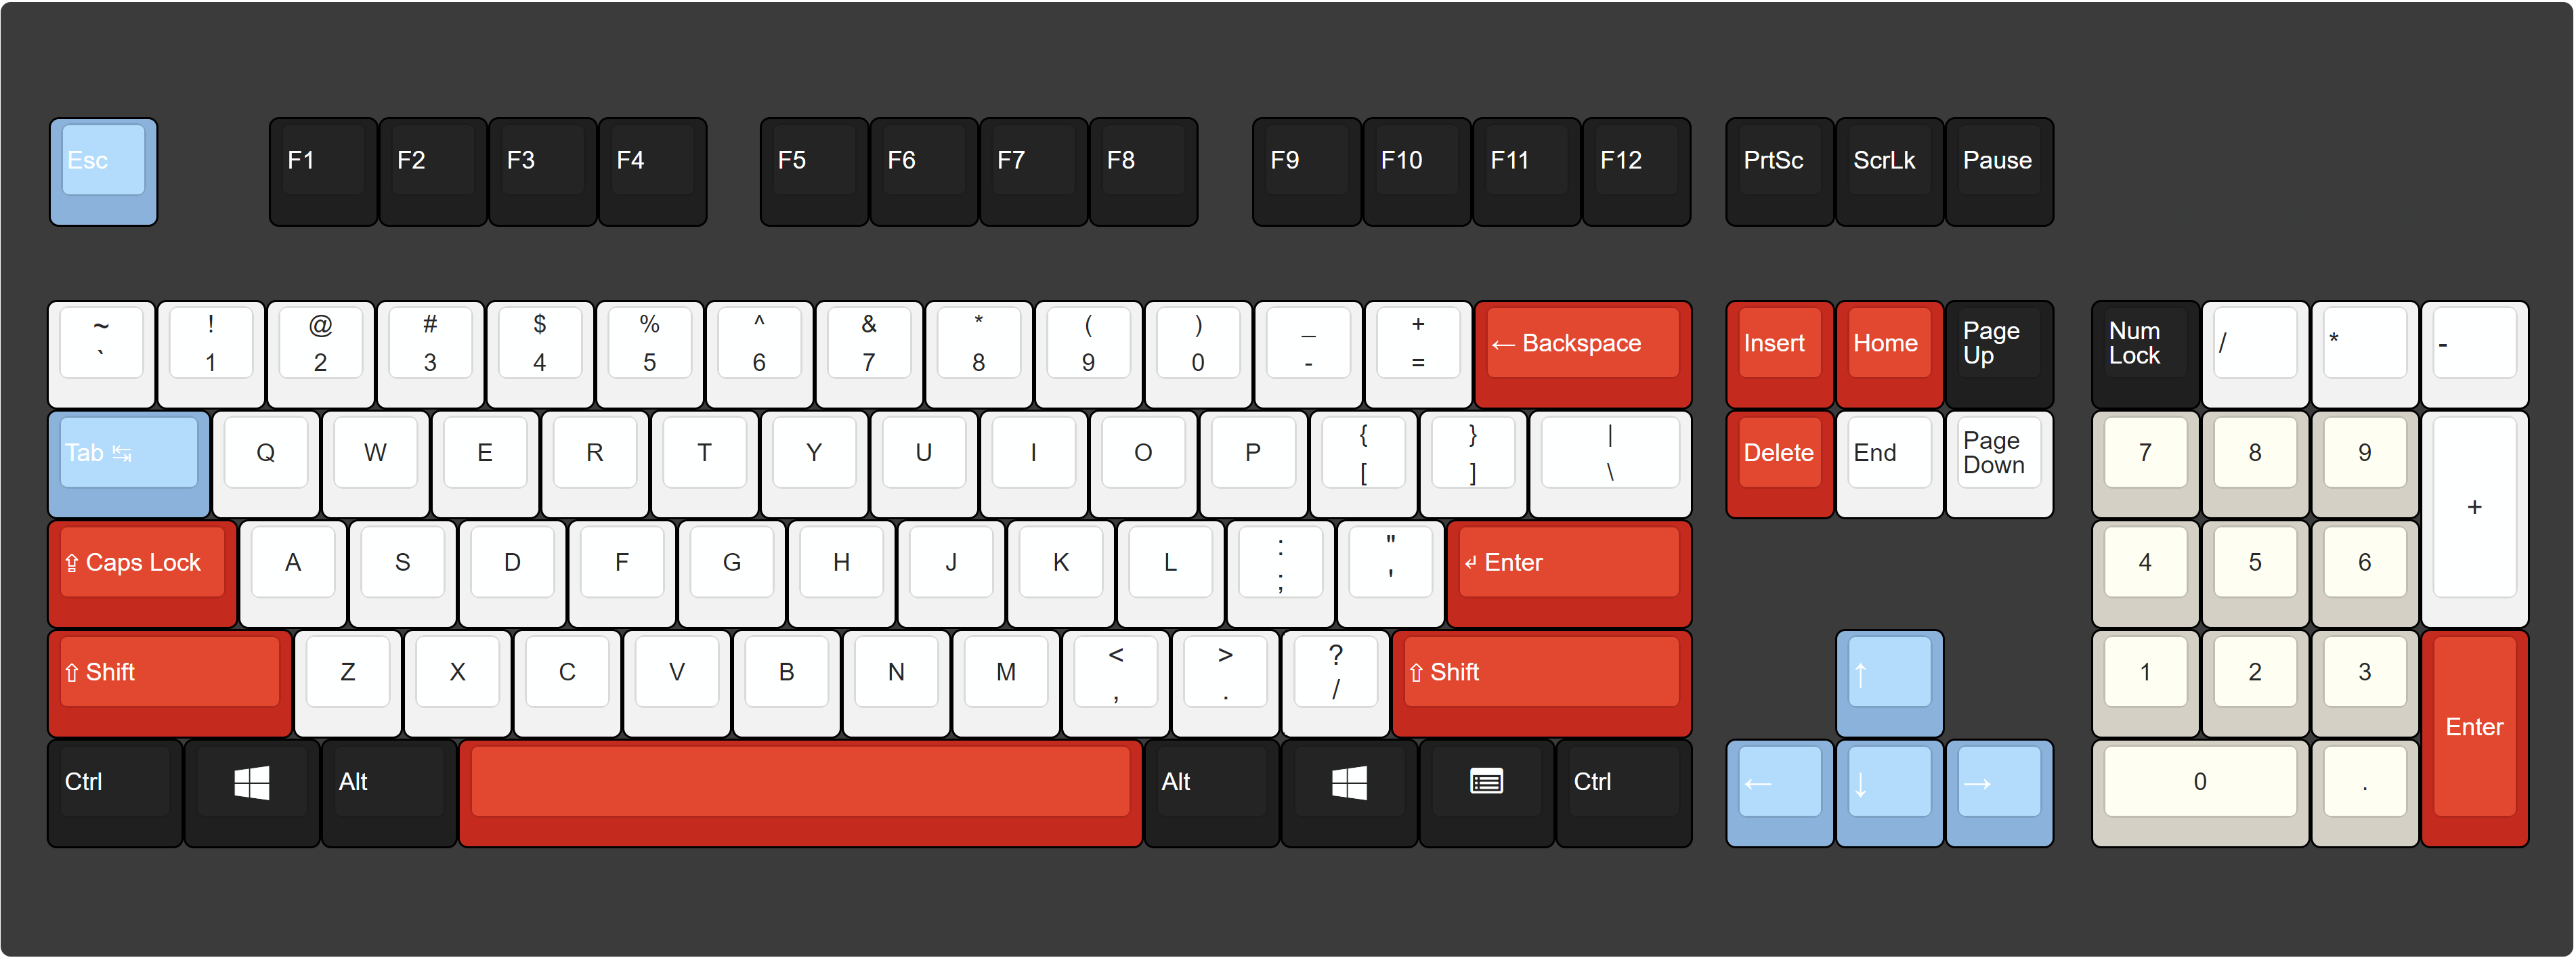 Esc F1 F2 F3 F4 F5 F6 F7 F8 F9 F10 F11 F12 PrtSc ScrLk Pause
~ ! @ # $ % ^ & * ( ) _ +
` 1 2 3 4 5 6 7 8 9 0 - = ← Backspace Insert Home Page Up Num Lock / * -
Tab ↹ Q W E R T Y U I O P { } |
[ ] \ Delete End Page Down 7 8 9 +
⇪ Caps Lock A S D F G H J K L : "
; ' ↲ Enter 4 5 6
⇧ Shift Z X C V B N M < > ?
, . / ⇧ Shift ↑ 1 2 3 Enter
Ctrl Alt Alt Ctrl ← ↓ → 0 .